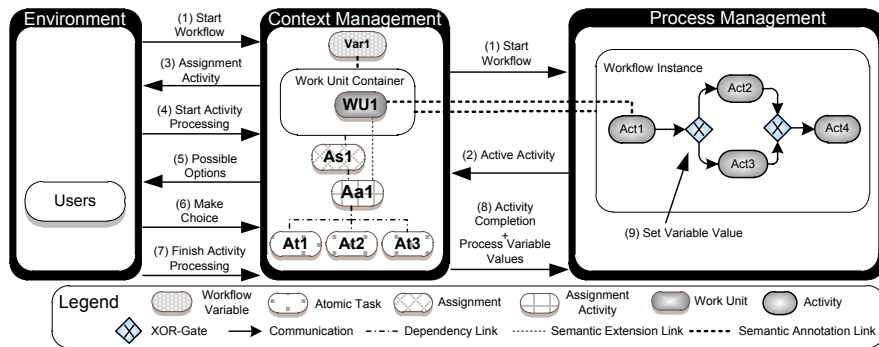 Environment
Context Management
Process Management
(1) Start
Workflow
(3) Assignment
Activity
(4) Start Activity
Processing
(5) Possible
Options
(6) Make
Choice
(7) Finish Activity
Processing
Users
Var1
Work Unit Container
WU1
As1
Aa1
At1
At2
At3
(1) Start
Workflow
(2) Active Activity
(8) Activity
Completion
+
Process Variable
Values
Workflow Instance
Act1
Act2
Act3
Act4
(9) Set Variable Value
Legend
Workflow
Variable
Atomic Task
Assignment
Assignment
Activity
Work Unit
Activity
XOR-Gate
Communication
Dependency Link
Semantic Extension Link
Semantic Annotation Link